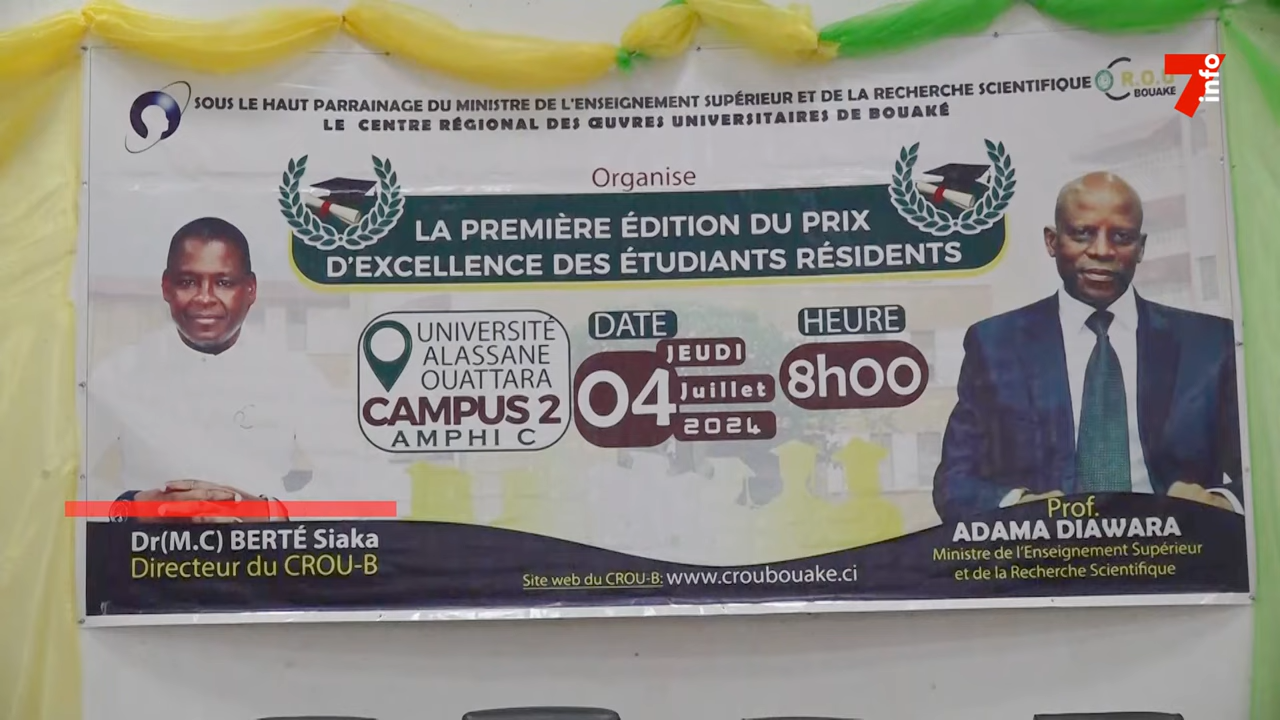 7info
SOUS LE HAUT PARRAINAGE DU MINISTRE DE L'ENSEIGNEMENT SUPÉRIEUR ET DE LA RECHERCHE SCIENTIFIQUE
C R.O.U
BOUAKÉ
LE CENTRE RÉGIONAL DES ŒUVRES UNIVERSITAIRES DE BOUAKÉ
Organise
LA PREMIÈRE ÉDITION DU PRIX
D'EXCELLENCE DES ÉTUDIANTS RÉSIDENTS
UNIVERSITÉ
ALASSANE
OUATTARA
CAMPUS 2
AMPHI C
DATE
JEUDI
04
Juillet
2024
HEURE
8h00
Dr(M.C) BERTÉ Siaka
Directeur du CROU-B
Site web du CROU-B: www.croubouake.ci
Prof.
ADAMA DIAWARA
Ministre de l'Enseignement Supérieur
et de la Recherche Scientifique